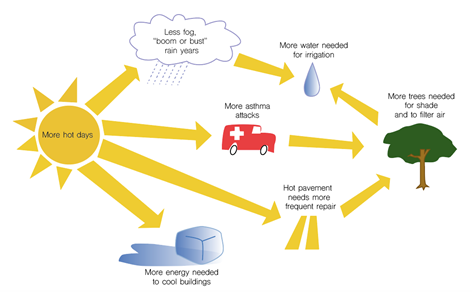 Less fog,
"boom or bust"
rain years
More water needed
for irrigation
More hot days
More asthma
attacks
More trees needed
for shade
and to filter air
Hot pavement
needs more
frequent repair
More energy needed
to cool buildings